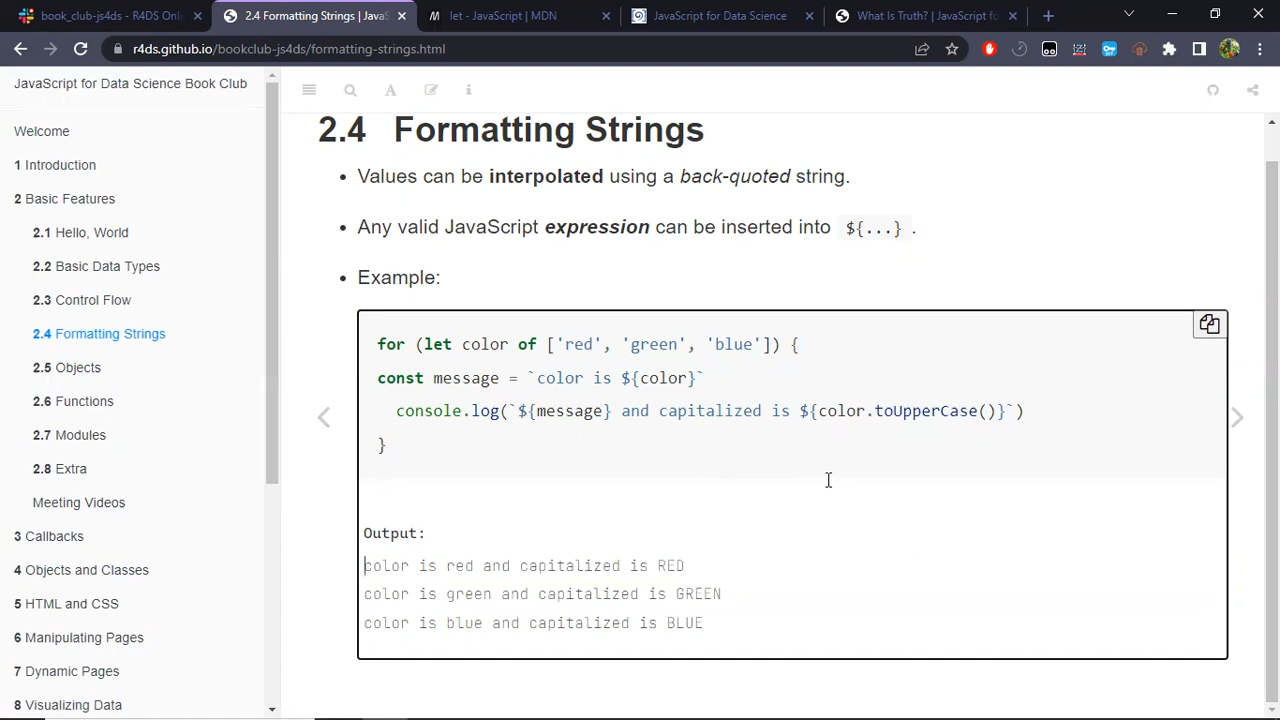 book_club-js4ds - R4DS Onli
2.4 Formatting Strings | JavaS
let - JavaScript | MDN
JavaScript for Data Science
What Is Truth? | JavaScript fo
r4ds.github.io/bookclub-js4ds/formatting-strings.html
JavaScript for Data Science Book Club
Welcome
1 Introduction
2 Basic Features
2.1 Hello, World
2.2 Basic Data Types
2.3 Control Flow
2.4 Formatting Strings
2.5 Objects
2.6 Functions
2.7 Modules
2.8 Extra
Meeting Videos
3 Callbacks
4 Objects and Classes
5 HTML and CSS
6 Manipulating Pages
7 Dynamic Pages
8 Visualizing Data
2.4 Formatting Strings
Values can be interpolated using a back-quoted string.
Any valid JavaScript expression can be inserted into ${...} .
Example:
for (let color of ['red', 'green', 'blue']) {
const message = `color is ${color}`
console.log(`${message} and capitalized is ${color.toUpperCase()}`)
}
Output:
color is red and capitalized is RED
color is green and capitalized is GREEN
color is blue and capitalized is BLUE